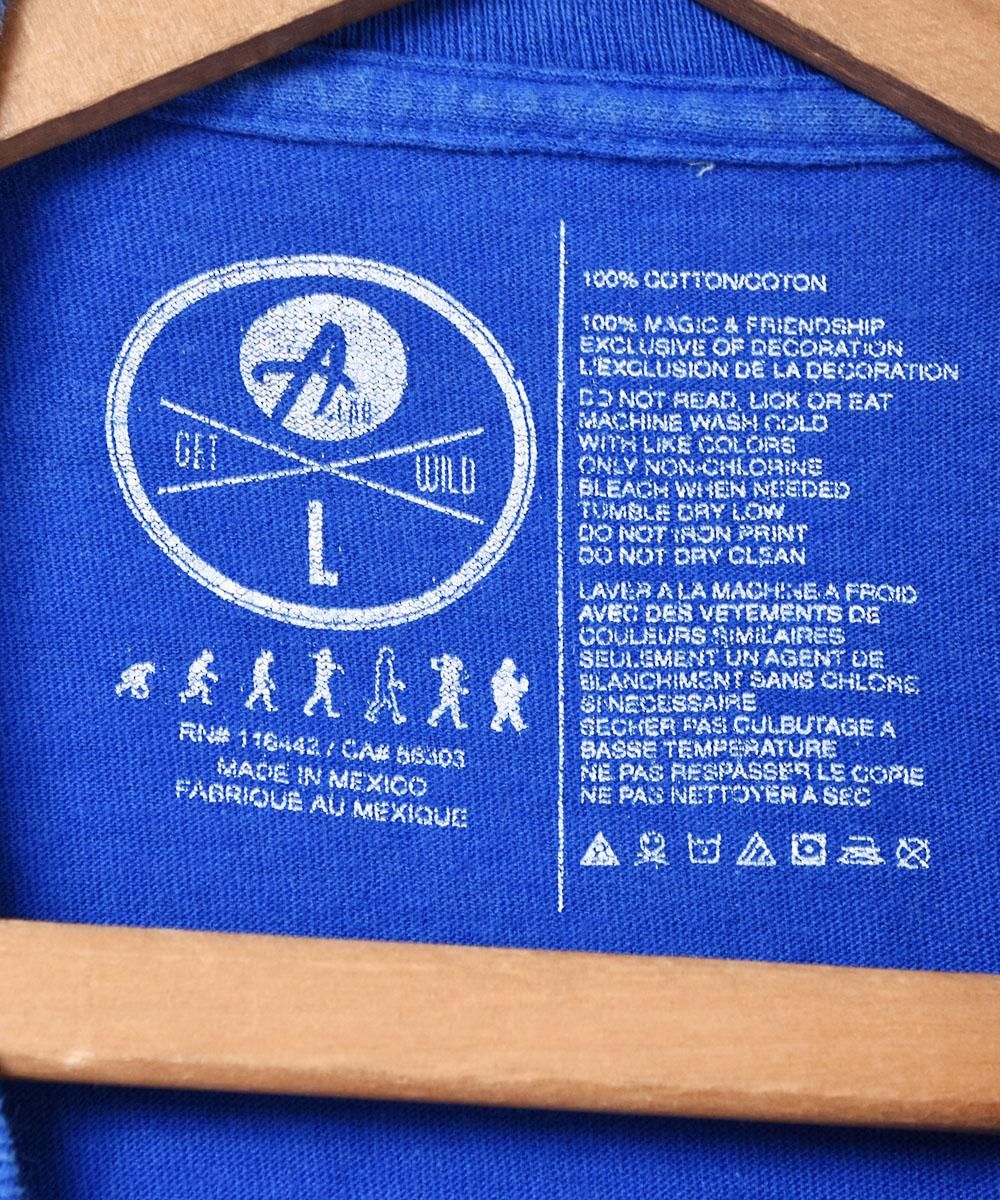 GET WILD
L
RN# 116442 / CA# 56303
MADE IN MEXICO
FABRIQUE AU MEXIQUE
100% COTTON/COTON
100% MAGIC & FRIENDSHIP
EXCLUSIVE OF DECORATION
L'EXCLUSION DE LA DECORATION
DO NOT READ, LICK OR EAT
MACHINE WASH COLD
WITH LIKE COLORS
ONLY NON-CHLORINE
BLEACH WHEN NEEDED
TUMBLE DRY LOW
DO NOT IRON PRINT
DO NOT DRY CLEAN
LAVER A LA MACHINE A FROID
AVEC DES VETEMENTS DE
COULEURS SIMILAIRES
SEULEMENT UN AGENT DE
BLANCHIMENT SANS CHLORE
SI NECESSAIRE
SECHER PAS CULBUTAGE A
BASSE TEMPERATURE
NE PAS RESPASSER LE COPIE
NE PAS NETTOYER A SEC